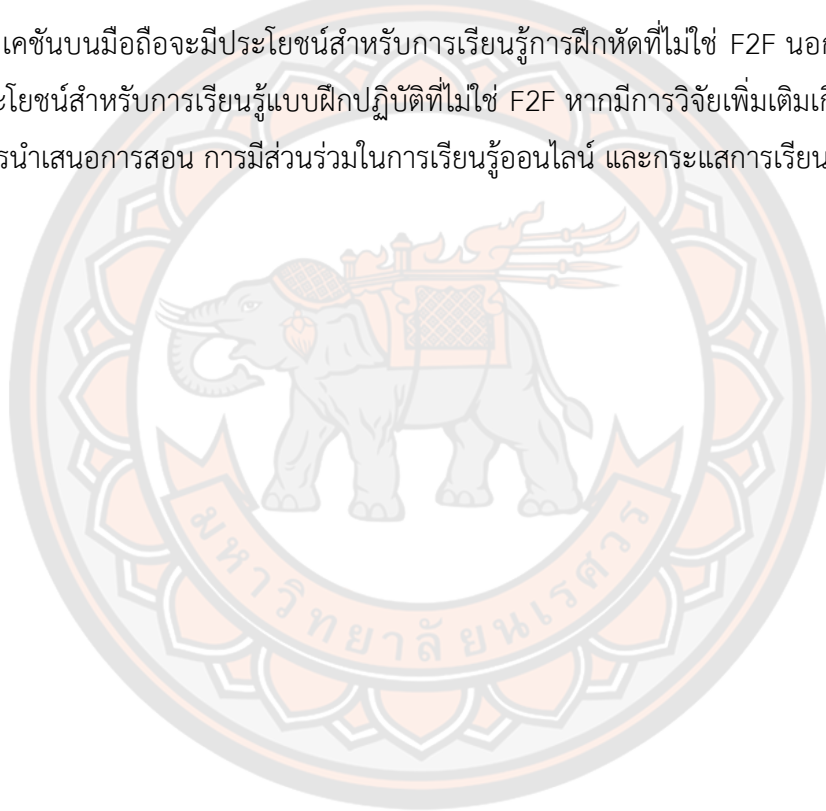 เคชันบนมือถือจะมีประโยชน์สำหรับการเรียนรู้การฝึกหัดที่ไม่ใช่ F2F นอก
ะโยชน์สำหรับการเรียนรู้แบบฝึกปฏิบัติที่ไม่ใช่ F2F หากมีการวิจัยเพิ่มเติมเกี
รนำเสนอการสอน การมีส่วนร่วมในการเรียนรู้ออนไลน์ และกระแสการเรียน
มหาวิทยาลัยนเรศวร